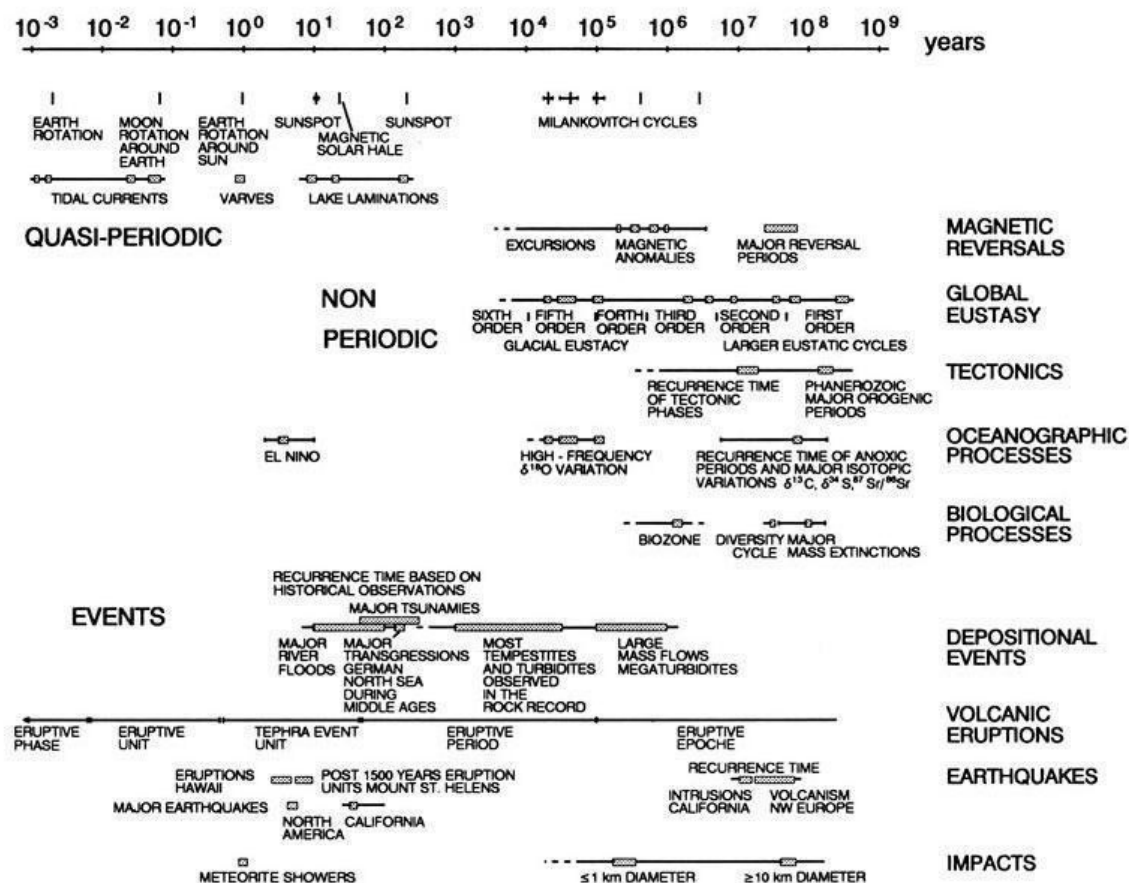 10⁻³ 10⁻² 10⁻¹ 10⁰ 10¹ 10² 10³ 10⁴ 10⁵ 10⁶ 10⁷ 10⁸ 10⁹
years
EARTH
ROTATION
MOON
ROTATION
AROUND
EARTH
EARTH
ROTATION
AROUND
SUN
SUNSPOT
MAGNETIC
SOLAR HALE
SUNSPOT
MILANKOVITCH CYCLES
TIDAL CURRENTS
VARVES
LAKE LAMINATIONS
QUASI-PERIODIC
EXCURSIONS
MAGNETIC
ANOMALIES
MAJOR REVERSAL
PERIODS
MAGNETIC
REVERSALS
NON
PERIODIC
SIXTH
ORDER
FIFTH
ORDER
FORTH
ORDER
THIRD
ORDER
SECOND
ORDER
FIRST
ORDER
GLACIAL EUSTACY
LARGER EUSTATIC CYCLES
GLOBAL
EUSTASY
RECURRENCE TIME
OF TECTONIC
PHASES
PHANEROZOIC
MAJOR OROGENIC
PERIODS
TECTONICS
EL NINO
HIGH - FREQUENCY
δ¹⁸O VARIATION
RECURRENCE TIME OF ANOXIC
PERIODS AND MAJOR ISOTOPIC
VARIATIONS δ¹³C, δ³⁴S, ⁸⁷Sr/⁸⁶Sr
OCEANOGRAPHIC
PROCESSES
BIOZONE
DIVERSITY
CYCLE
MAJOR
MASS EXTINCTIONS
BIOLOGICAL
PROCESSES
EVENTS
RECURRENCE TIME BASED ON
HISTORICAL OBSERVATIONS
MAJOR TSUNAMIES
MAJOR
RIVER
FLOODS
MAJOR
TRANSGRESSIONS
GERMAN
NORTH SEA
DURING
MIDDLE AGES
MOST
TEMPESTITES
AND TURBIDITES
OBSERVED
IN THE
ROCK RECORD
LARGE
MASS FLOWS
MEGATURBIDITES
DEPOSITIONAL
EVENTS
ERUPTIVE
PHASE
ERUPTIVE
UNIT
TEPHRA EVENT
UNIT
ERUPTIVE
PERIOD
ERUPTIVE
EPOCHE
VOLCANIC
ERUPTIONS
ERUPTIONS
HAWAII
POST 1500 YEARS ERUPTION
UNITS MOUNT ST. HELENS
RECURRENCE TIME
INTRUSIONS
CALIFORNIA
VOLCANISM
NW EUROPE
EARTHQUAKES
MAJOR EARTHQUAKES
NORTH
AMERICA
CALIFORNIA
METEORITE SHOWERS
≤1 km DIAMETER
≥10 km DIAMETER
IMPACTS